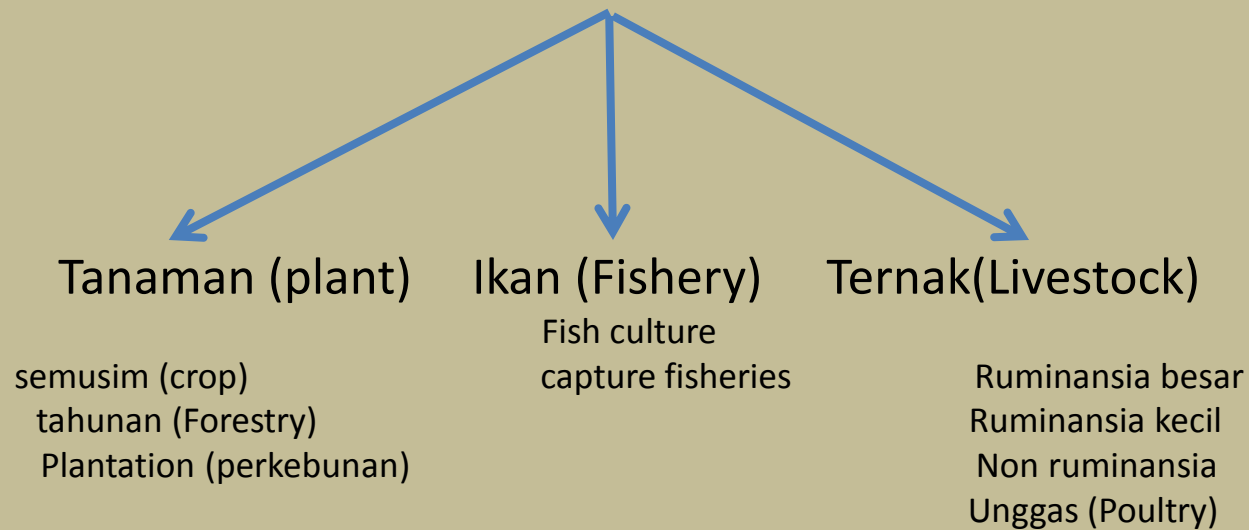 Tanaman (plant)
Ikan (Fishery)
Ternak(Livestock)
semusim (crop)
tahunan (Forestry)
Plantation (perkebunan)
Fish culture
capture fisheries
Ruminansia besar
Ruminansia kecil
Non ruminansia
Unggas (Poultry)